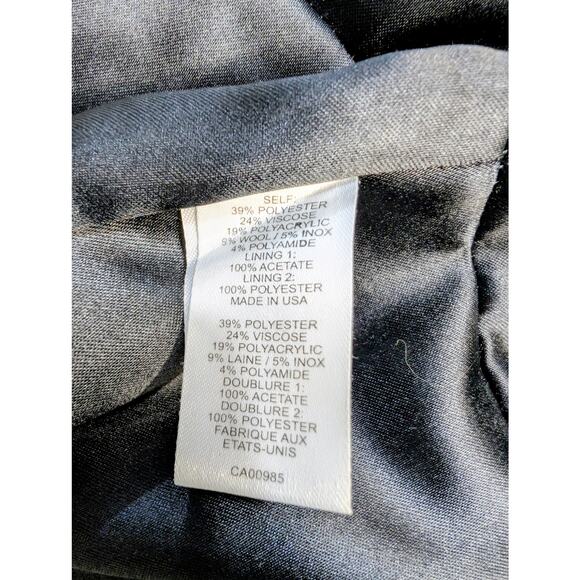 SELF:
39% POLYESTER
24% VISCOSE
19% POLYACRYLIC
9% WOOL / 5% INOX
4% POLYAMIDE
LINING 1:
100% ACETATE
LINING 2:
100% POLYESTER
MADE IN USA
39% POLYESTER
24% VISCOSE
19% POLYACRYLIC
9% LAINE / 5% INOX
4% POLYAMIDE
DOUBLURE 1:
100% ACETATE
DOUBLURE 2:
100% POLYESTER
FABRIQUE AUX
ETATS-UNIS
CA00985